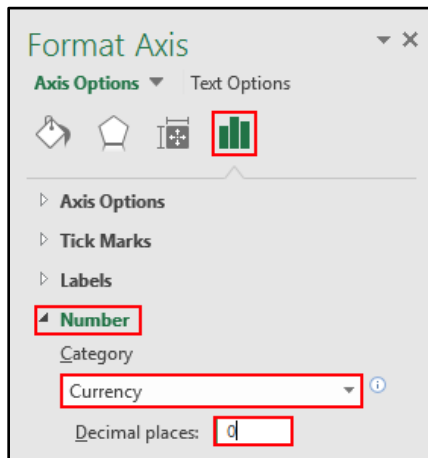 Format Axis
Axis Options Text Options
Axis Options
Tick Marks
Labels
Number
Category
Currency
Decimal places: 0